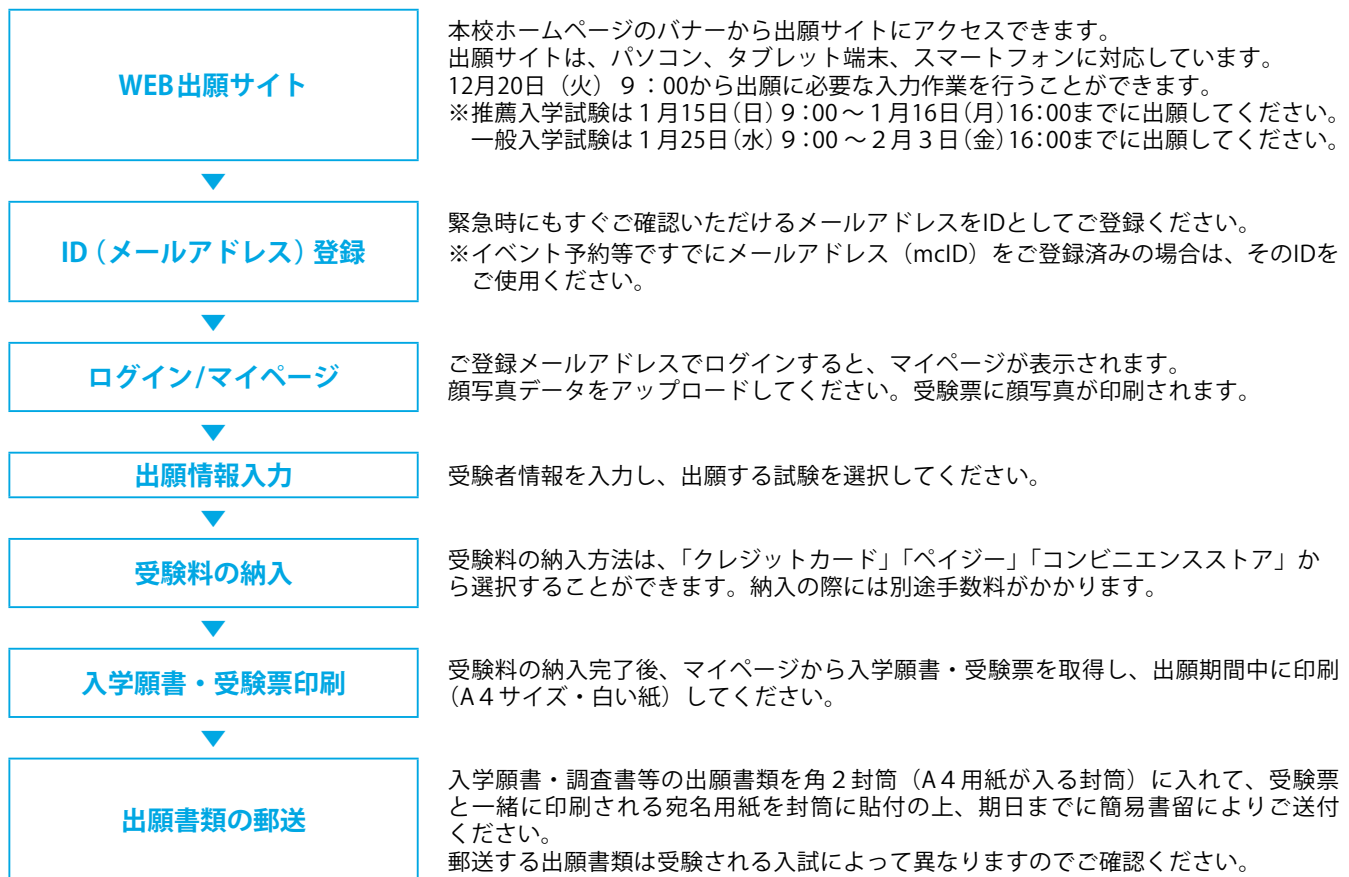 WEB出願サイト
本校ホームページのバナーから出願サイトにアクセスできます。
出願サイトは、パソコン、タブレット端末、スマートフォンに対応しています。
12月20日（火）９：00から出願に必要な入力作業を行うことができます。
※推薦入学試験は１月15日（日）９：00～１月16日（月）16：00までに出願してください。
一般入学試験は１月25日（水）９：00～２月３日（金）16：00までに出願してください。
▼
ID（メールアドレス）登録
緊急時にもすぐご確認いただけるメールアドレスをIDとしてご登録ください。
※イベント予約等ですでにメールアドレス（mcID）をご登録済みの場合は、そのIDを
ご使用ください。
▼
ログイン/マイページ
ご登録メールアドレスでログインすると、マイページが表示されます。
顔写真データをアップロードしてください。受験票に顔写真が印刷されます。
▼
出願情報入力
受験者情報を入力し、出願する試験を選択してください。
▼
受験料の納入
受験料の納入方法は、「クレジットカード」「ペイジー」「コンビニエンスストア」か
ら選択することができます。納入の際には別途手数料がかかります。
▼
入学願書・受験票印刷
受験料の納入完了後、マイページから入学願書・受験票を取得し、出願期間中に印刷
（A４サイズ・白い紙）してください。
▼
出願書類の郵送
入学願書・調査書等の出願書類を角２封筒（A４用紙が入る封筒）に入れて、受験票
と一緒に印刷される宛名用紙を封筒に貼付の上、期日までに簡易書留によりご送付
ください。
郵送する出願書類は受験される入試によって異なりますのでご確認ください。